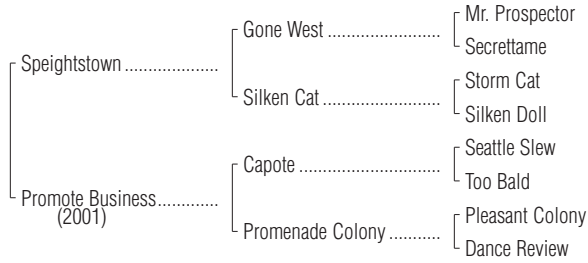 Mr. Prospector
Gone West
Secrettame
Speightstown
Storm Cat
Silken Cat
Silken Doll
Seattle Slew
Capote
Too Bald
Promote Business
(2001)
Pleasant Colony
Promenade Colony
Dance Review